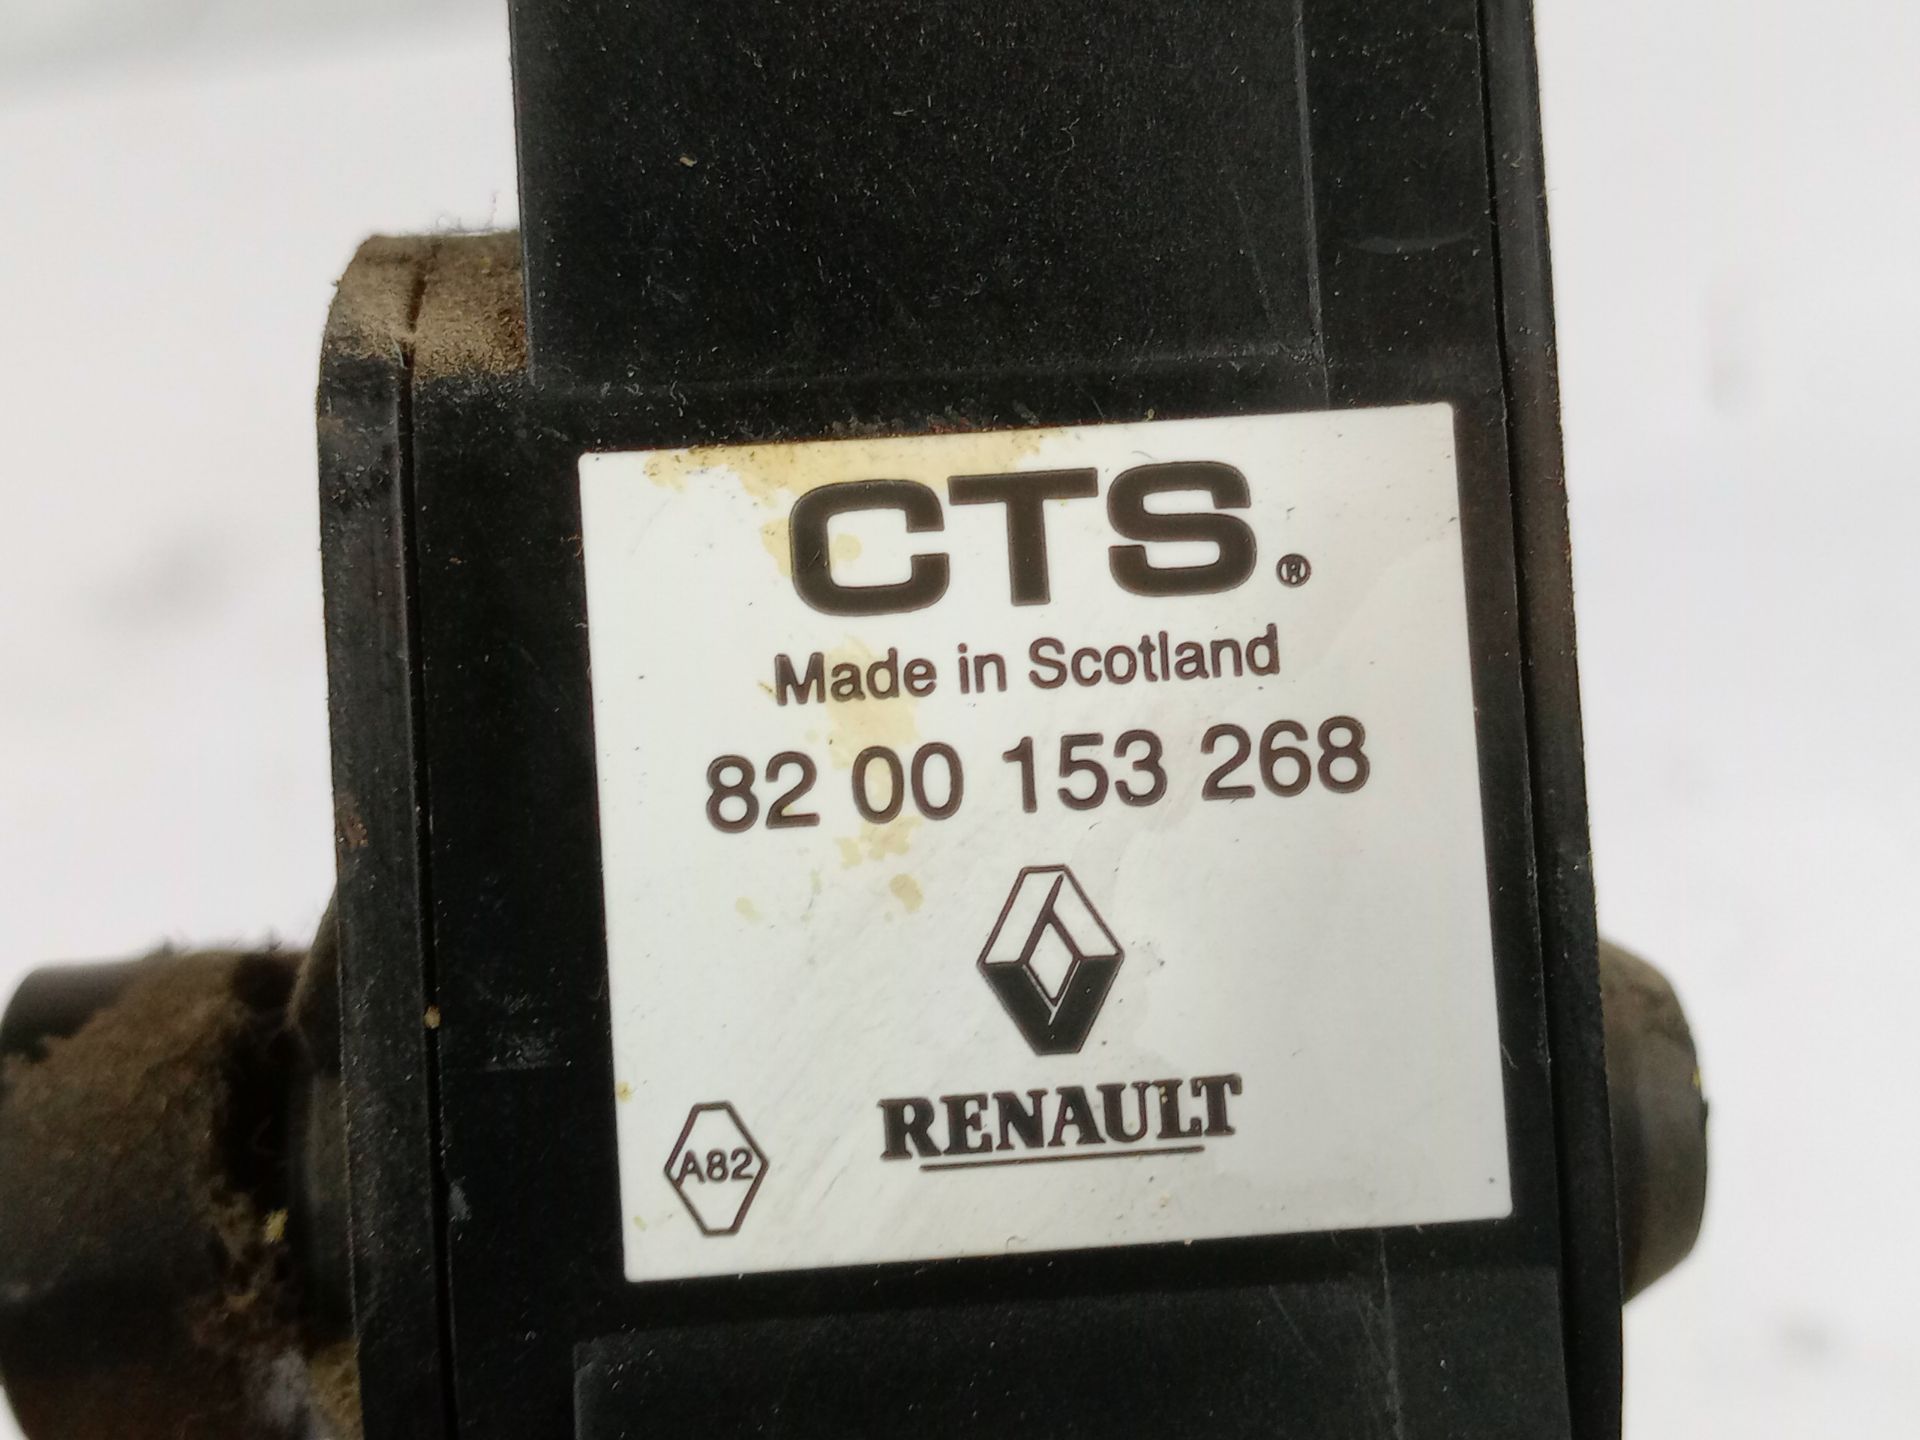 CTS.®
Made in Scotland
82 00 153 268
RENAULT
A82